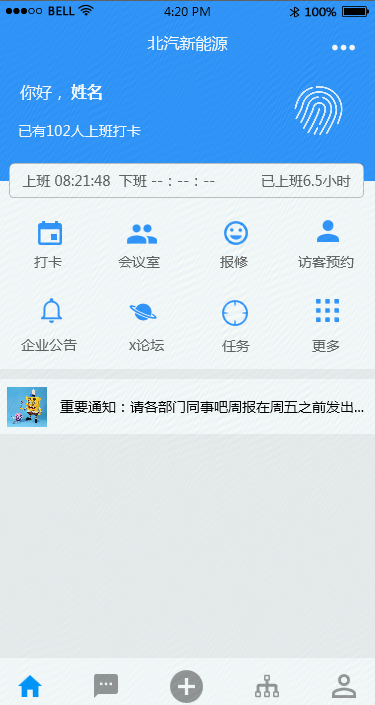 BELL 4:20 PM 100%
北汽新能源
你好，姓名
已有102人上班打卡
上班 08:21:48 下班 --：--：-- 已上班6.5小时
打卡 会议室 报修 访客预约
企业公告 x论坛 任务 更多
重要通知：请各部门同事吧周报在周五之前发出...